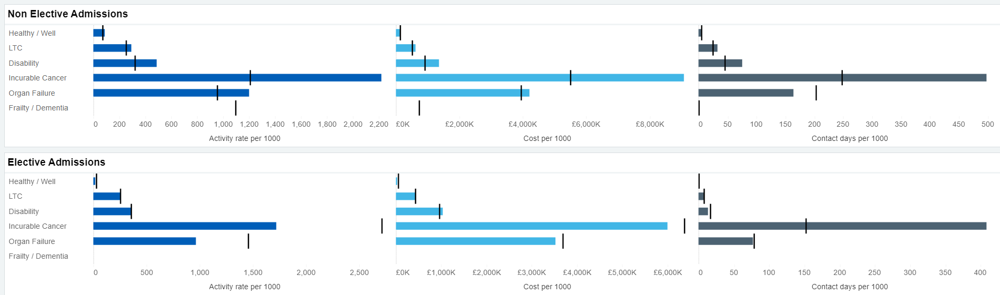 Non Elective Admissions
Healthy / Well
LTC
Disability
Incurable Cancer
Organ Failure
Frailty / Dementia
0 200 400 600 800 1,000 1,200 1,400 1,600 1,800 2,000 2,200 £0K £2,000K £4,000K £6,000K £8,000K 0 50 100 150 200 250 300 350 400 450 500
Activity rate per 1000 Cost per 1000 Contact days per 1000
Elective Admissions
Healthy / Well
LTC
Disability
Incurable Cancer
Organ Failure
Frailty / Dementia
0 500 1,000 1,500 2,000 2,500 £0K £1,000K £2,000K £3,000K £4,000K £5,000K £6,000K 0 50 100 150 200 250 300 350 400
Activity rate per 1000 Cost per 1000 Contact days per 1000